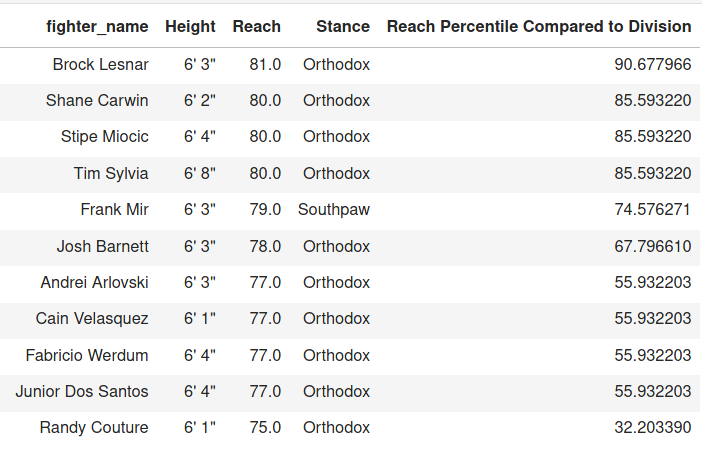 fighter_name Height Reach Stance Reach Percentile Compared to Division
Brock Lesnar 6' 3" 81.0 Orthodox 90.677966
Shane Carwin 6' 2" 80.0 Orthodox 85.593220
Stipe Miocic 6' 4" 80.0 Orthodox 85.593220
Tim Sylvia 6' 8" 80.0 Orthodox 85.593220
Frank Mir 6' 3" 79.0 Southpaw 74.576271
Josh Barnett 6' 3" 78.0 Orthodox 67.796610
Andrei Arlovski 6' 3" 77.0 Orthodox 55.932203
Cain Velasquez 6' 1" 77.0 Orthodox 55.932203
Fabricio Werdum 6' 4" 77.0 Orthodox 55.932203
Junior Dos Santos 6' 4" 77.0 Orthodox 55.932203
Randy Couture 6' 1" 75.0 Orthodox 32.203390